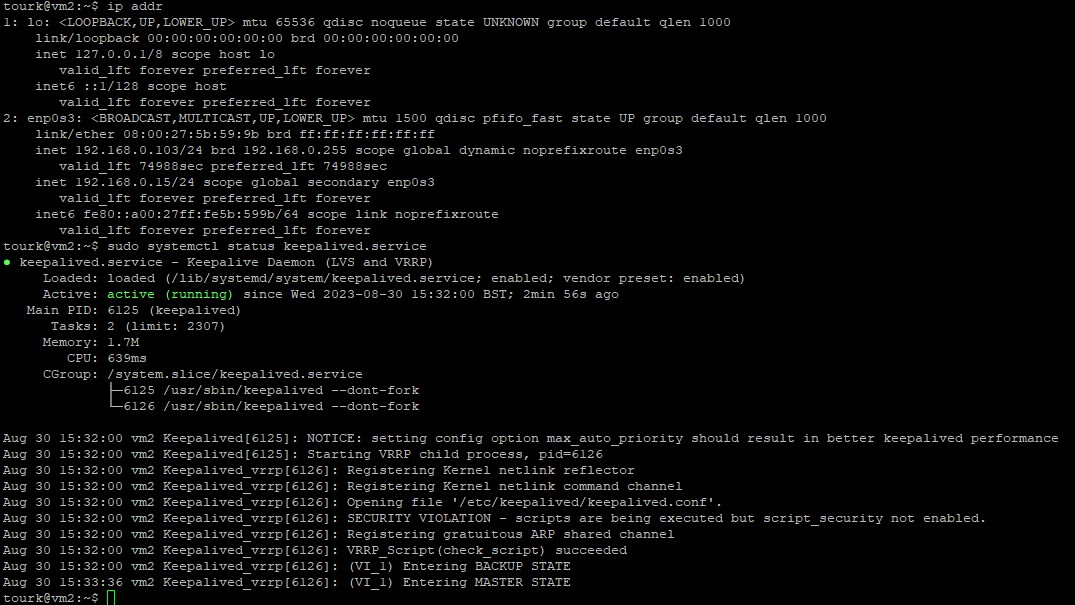 tourk@vm2:~$ ip addr
1: lo: <LOOPBACK,UP,LOWER_UP> mtu 65536 qdisc noqueue state UNKNOWN group default qlen 1000
    link/loopback 00:00:00:00:00:00 brd 00:00:00:00:00:00
    inet 127.0.0.1/8 scope host lo
       valid_lft forever preferred_lft forever
    inet6 ::1/128 scope host
       valid_lft forever preferred_lft forever
2: enp0s3: <BROADCAST,MULTICAST,UP,LOWER_UP> mtu 1500 qdisc pfifo_fast state UP group default qlen 1000
    link/ether 08:00:27:5b:59:9b brd ff:ff:ff:ff:ff:ff
    inet 192.168.0.103/24 brd 192.168.0.255 scope global dynamic noprefixroute enp0s3
       valid_lft 74988sec preferred_lft 74988sec
    inet 192.168.0.15/24 scope global secondary enp0s3
       valid_lft forever preferred_lft forever
    inet6 fe80::a00:27ff:fe5b:599b/64 scope link noprefixroute
       valid_lft forever preferred_lft forever
tourk@vm2:~$ sudo systemctl status keepalived.service
● keepalived.service - Keepalive Daemon (LVS and VRRP)
     Loaded: loaded (/lib/systemd/system/keepalived.service; enabled; vendor preset: enabled)
     Active: active (running) since Wed 2023-08-30 15:32:00 BST; 2min 56s ago
   Main PID: 6125 (keepalived)
      Tasks: 2 (limit: 2307)
     Memory: 1.7M
        CPU: 639ms
     CGroup: /system.slice/keepalived.service
             ├─6125 /usr/sbin/keepalived --dont-fork
             └─6126 /usr/sbin/keepalived --dont-fork

Aug 30 15:32:00 vm2 Keepalived[6125]: NOTICE: setting config option max_auto_priority should result in better keepalived performance
Aug 30 15:32:00 vm2 Keepalived[6125]: Starting VRRP child process, pid=6126
Aug 30 15:32:00 vm2 Keepalived_vrrp[6126]: Registering Kernel netlink reflector
Aug 30 15:32:00 vm2 Keepalived_vrrp[6126]: Registering Kernel netlink command channel
Aug 30 15:32:00 vm2 Keepalived_vrrp[6126]: Opening file '/etc/keepalived/keepalived.conf'.
Aug 30 15:32:00 vm2 Keepalived_vrrp[6126]: SECURITY VIOLATION - scripts are being executed but script_security not enabled.
Aug 30 15:32:00 vm2 Keepalived_vrrp[6126]: Registering gratuitous ARP shared channel
Aug 30 15:32:00 vm2 Keepalived_vrrp[6126]: VRRP_Script(check_script) succeeded
Aug 30 15:32:00 vm2 Keepalived_vrrp[6126]: (VI_1) Entering BACKUP STATE
Aug 30 15:33:36 vm2 Keepalived_vrrp[6126]: (VI_1) Entering MASTER STATE
tourk@vm2:~$